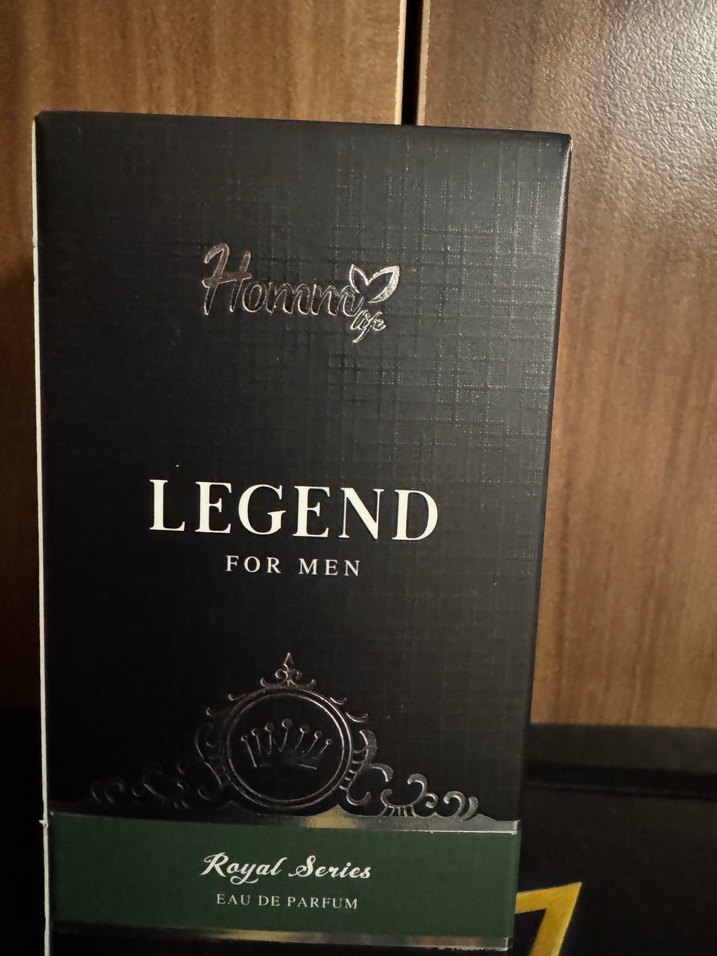 Homm life
LEGEND
FOR MEN
Royal Series
EAU DE PARFUM